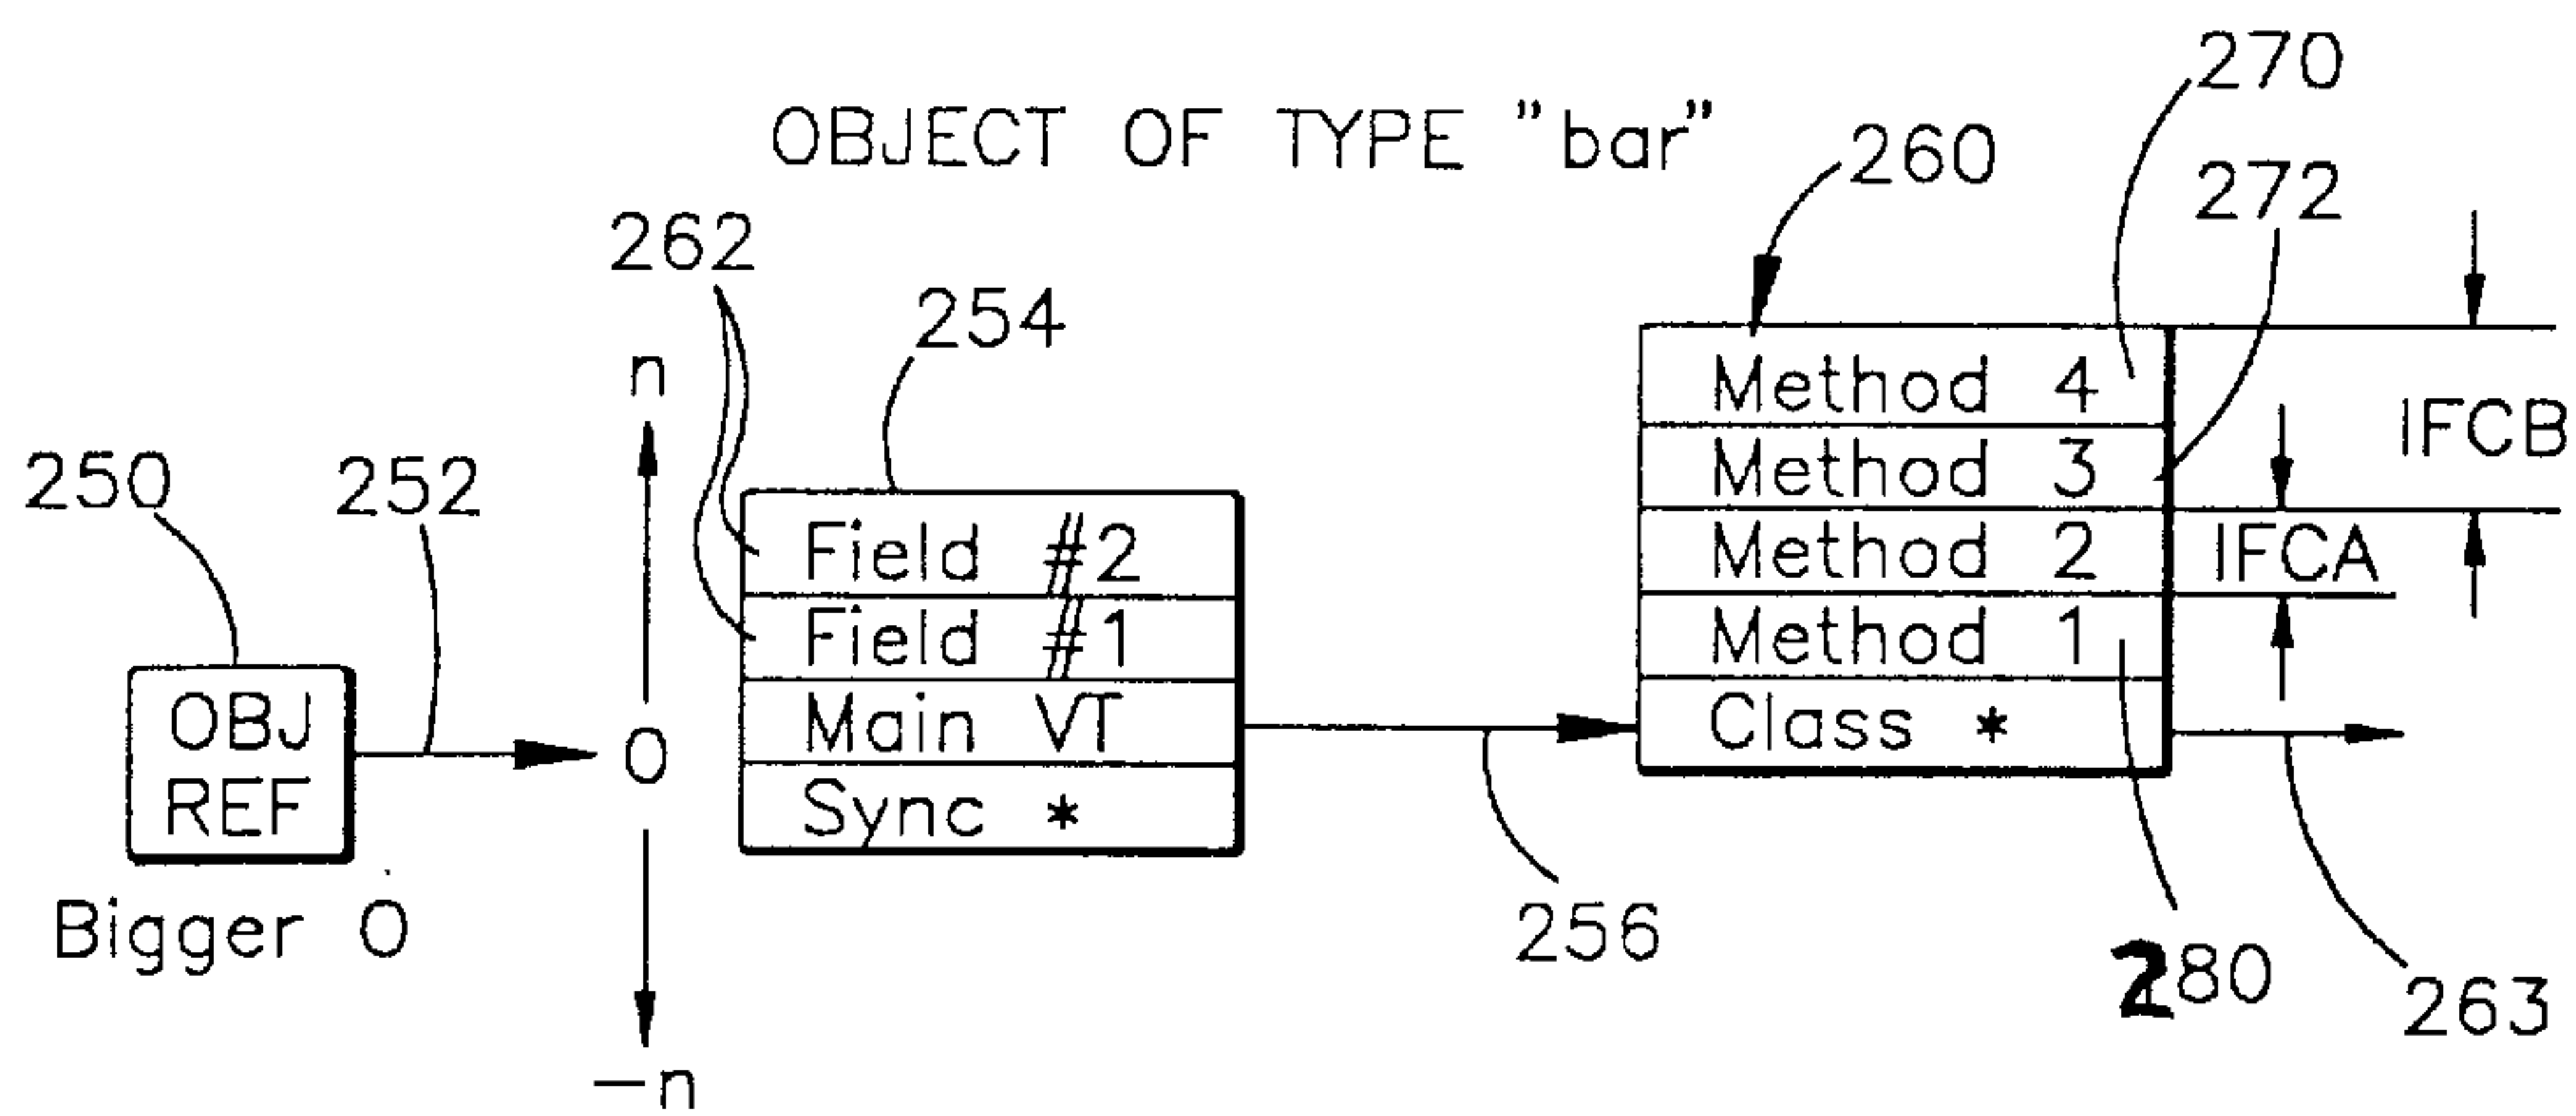 270
OBJECT OF TYPE "bar"
260
272
262
254
n
Method 4
IFCB
250
252
Method 3
Field #2
Method 2
IFCA
Field #1
Method 1
OBJ
REF
O
Main VT
Class *
Sync *
Bigger O
256
280
263
-n